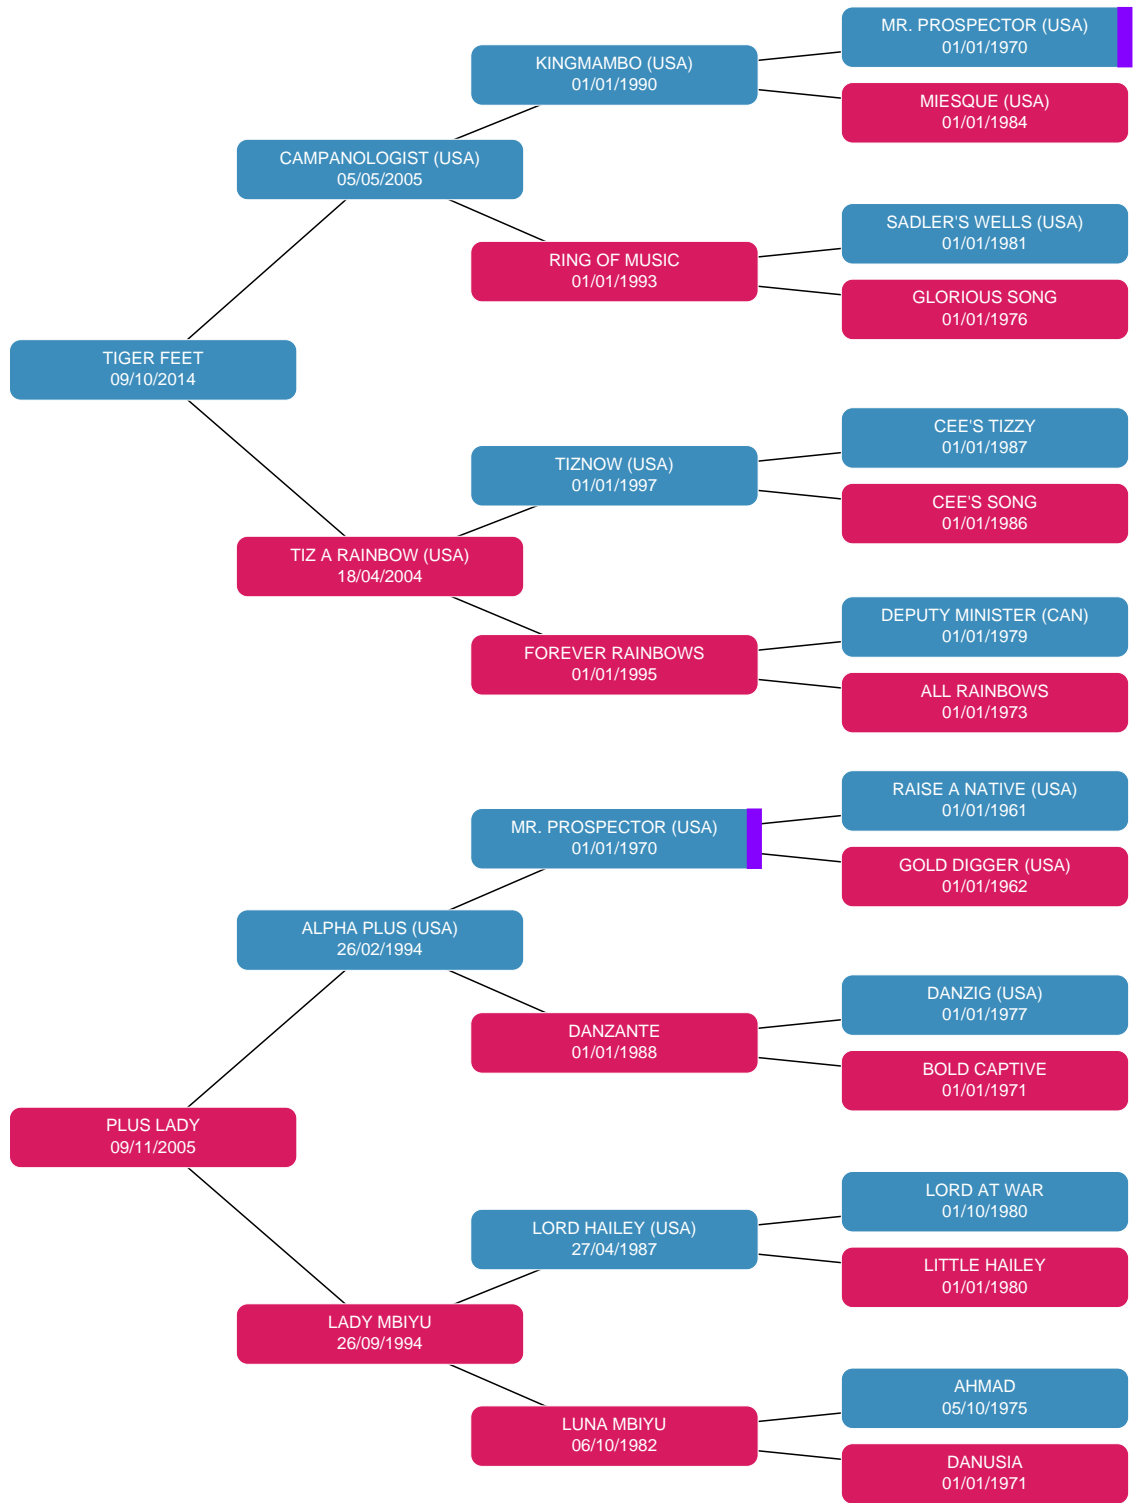 MR. PROSPECTOR (USA)
01/01/1970
KINGMAMBO (USA)
01/01/1990
MIESQUE (USA)
01/01/1984
CAMPANOLOGIST (USA)
05/05/2005
SADLER'S WELLS (USA)
01/01/1981
RING OF MUSIC
01/01/1993
GLORIOUS SONG
01/01/1976
TIGER FEET
09/10/2014
CEE'S TIZZY
01/01/1987
TIZNOW (USA)
01/01/1997
CEE'S SONG
01/01/1986
TIZ A RAINBOW (USA)
18/04/2004
DEPUTY MINISTER (CAN)
01/01/1979
FOREVER RAINBOWS
01/01/1995
ALL RAINBOWS
01/01/1973
RAISE A NATIVE (USA)
01/01/1961
MR. PROSPECTOR (USA)
01/01/1970
GOLD DIGGER (USA)
01/01/1962
ALPHA PLUS (USA)
26/02/1994
DANZIG (USA)
01/01/1977
DANZANTE
01/01/1988
BOLD CAPTIVE
01/01/1971
PLUS LADY
09/11/2005
LORD AT WAR
01/10/1980
LORD HAILEY (USA)
27/04/1987
LITTLE HAILEY
01/01/1980
LADY MBIYU
26/09/1994
AHMAD
05/10/1975
LUNA MBIYU
06/10/1982
DANUSIA
01/01/1971